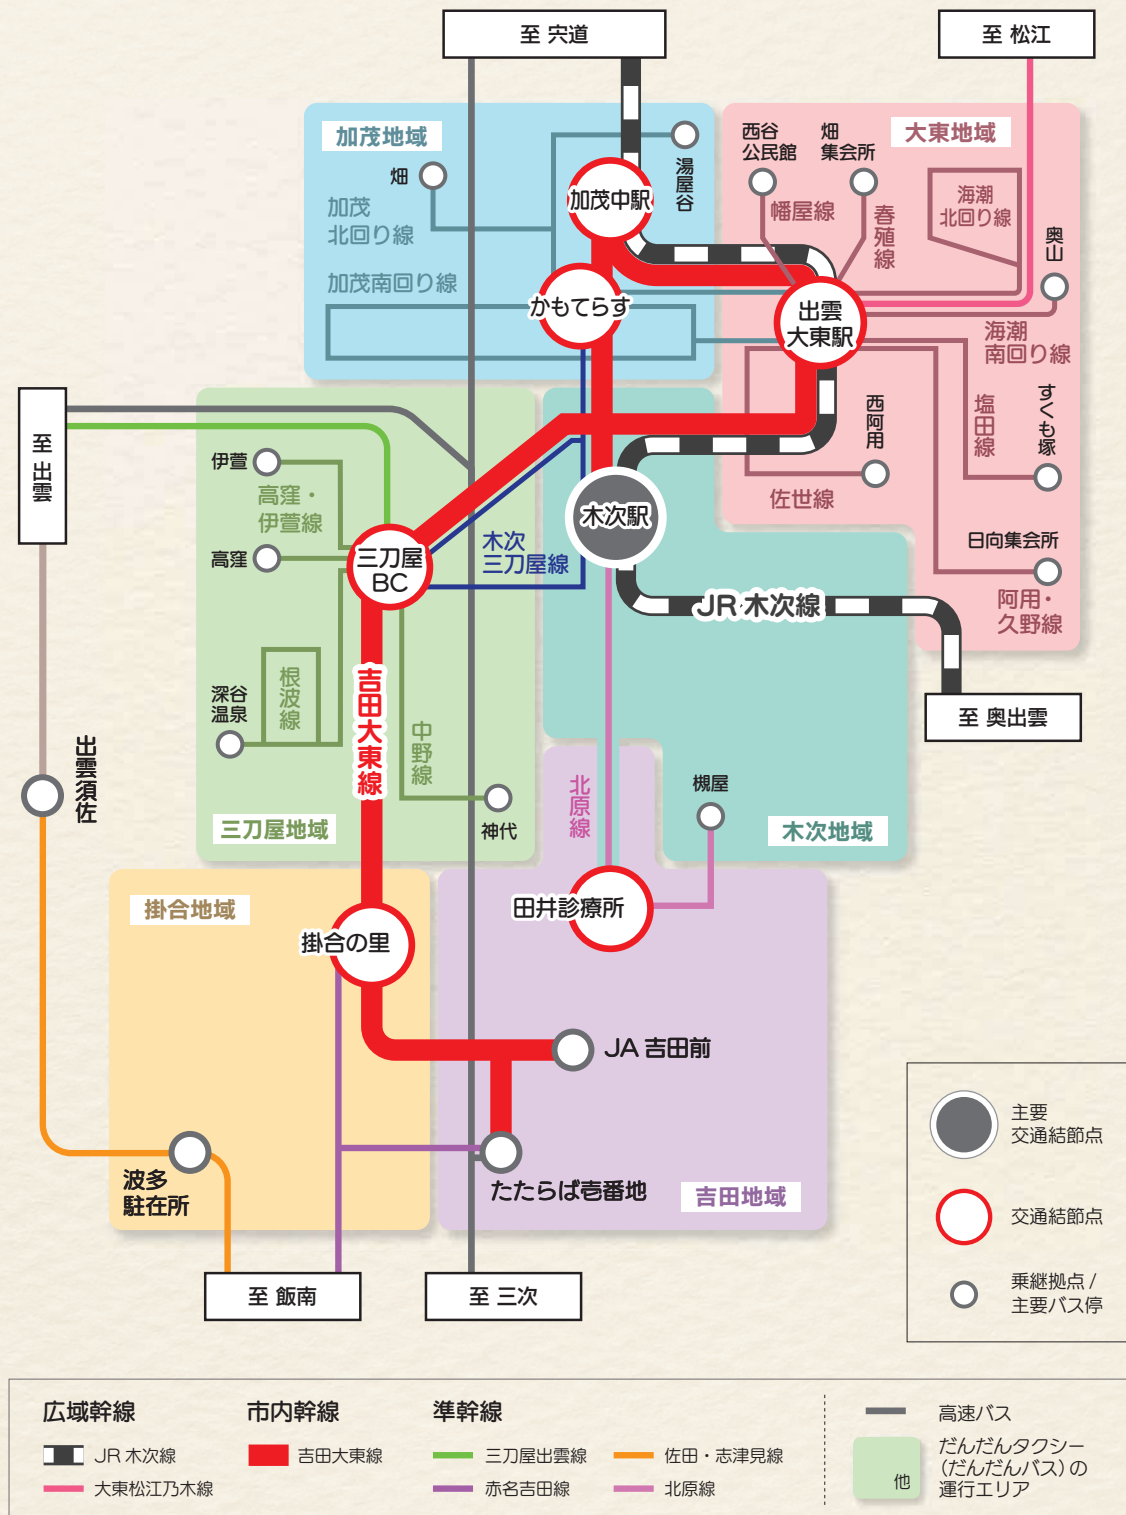 至 宍道
至 松江
加茂地域
大東地域
西谷
公民館
畑
集会所
畑
湯屋谷
加茂中駅
加茂
北回り線
幡屋線
春殖線
海潮
北回り線
奥山
加茂南回り線
かもてらす
出雲
大東駅
海潮
南回り線
至 出雲
西阿用
塩田線
すくも塚
伊萱
高窪・
伊萱線
佐世線
木次駅
高窪
三刀屋
BC
木次
三刀屋線
日向集会所
JR 木次線
阿用・
久野線
吉田大東線
根波線
深谷
温泉
中野線
至 奥出雲
出雲須佐
北原線
槻屋
三刀屋地域
神代
木次地域
掛合地域
田井診療所
掛合の里
JA 吉田前
主要
交通結節点
波多
駐在所
たたらば壱番地
吉田地域
交通結節点
至 飯南
至 三次
乗継拠点 /
主要バス停
広域幹線
市内幹線
準幹線
高速バス
JR 木次線
吉田大東線
三刀屋出雲線
佐田・志津見線
大東松江乃木線
赤名吉田線
北原線
他
だんだんタクシー
(だんだんバス)の
運行エリア